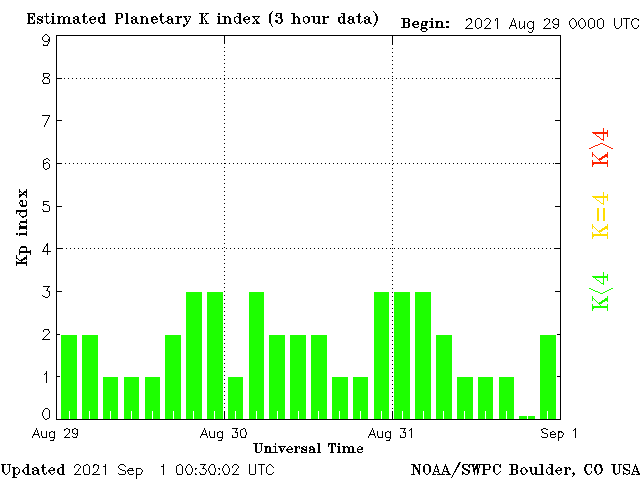 Estimated Planetary K index (3 hour data)
Begin: 2021 Aug 29 0000 UTC
9
8
7
6
5
4
3
2
1
0
Kp index
K>4
K=4
K<4
Aug 29
Aug 30
Aug 31
Sep 1
Universal Time
Updated 2021 Sep 1 00:30:02 UTC
NOAA/SWPC Boulder, CO USA